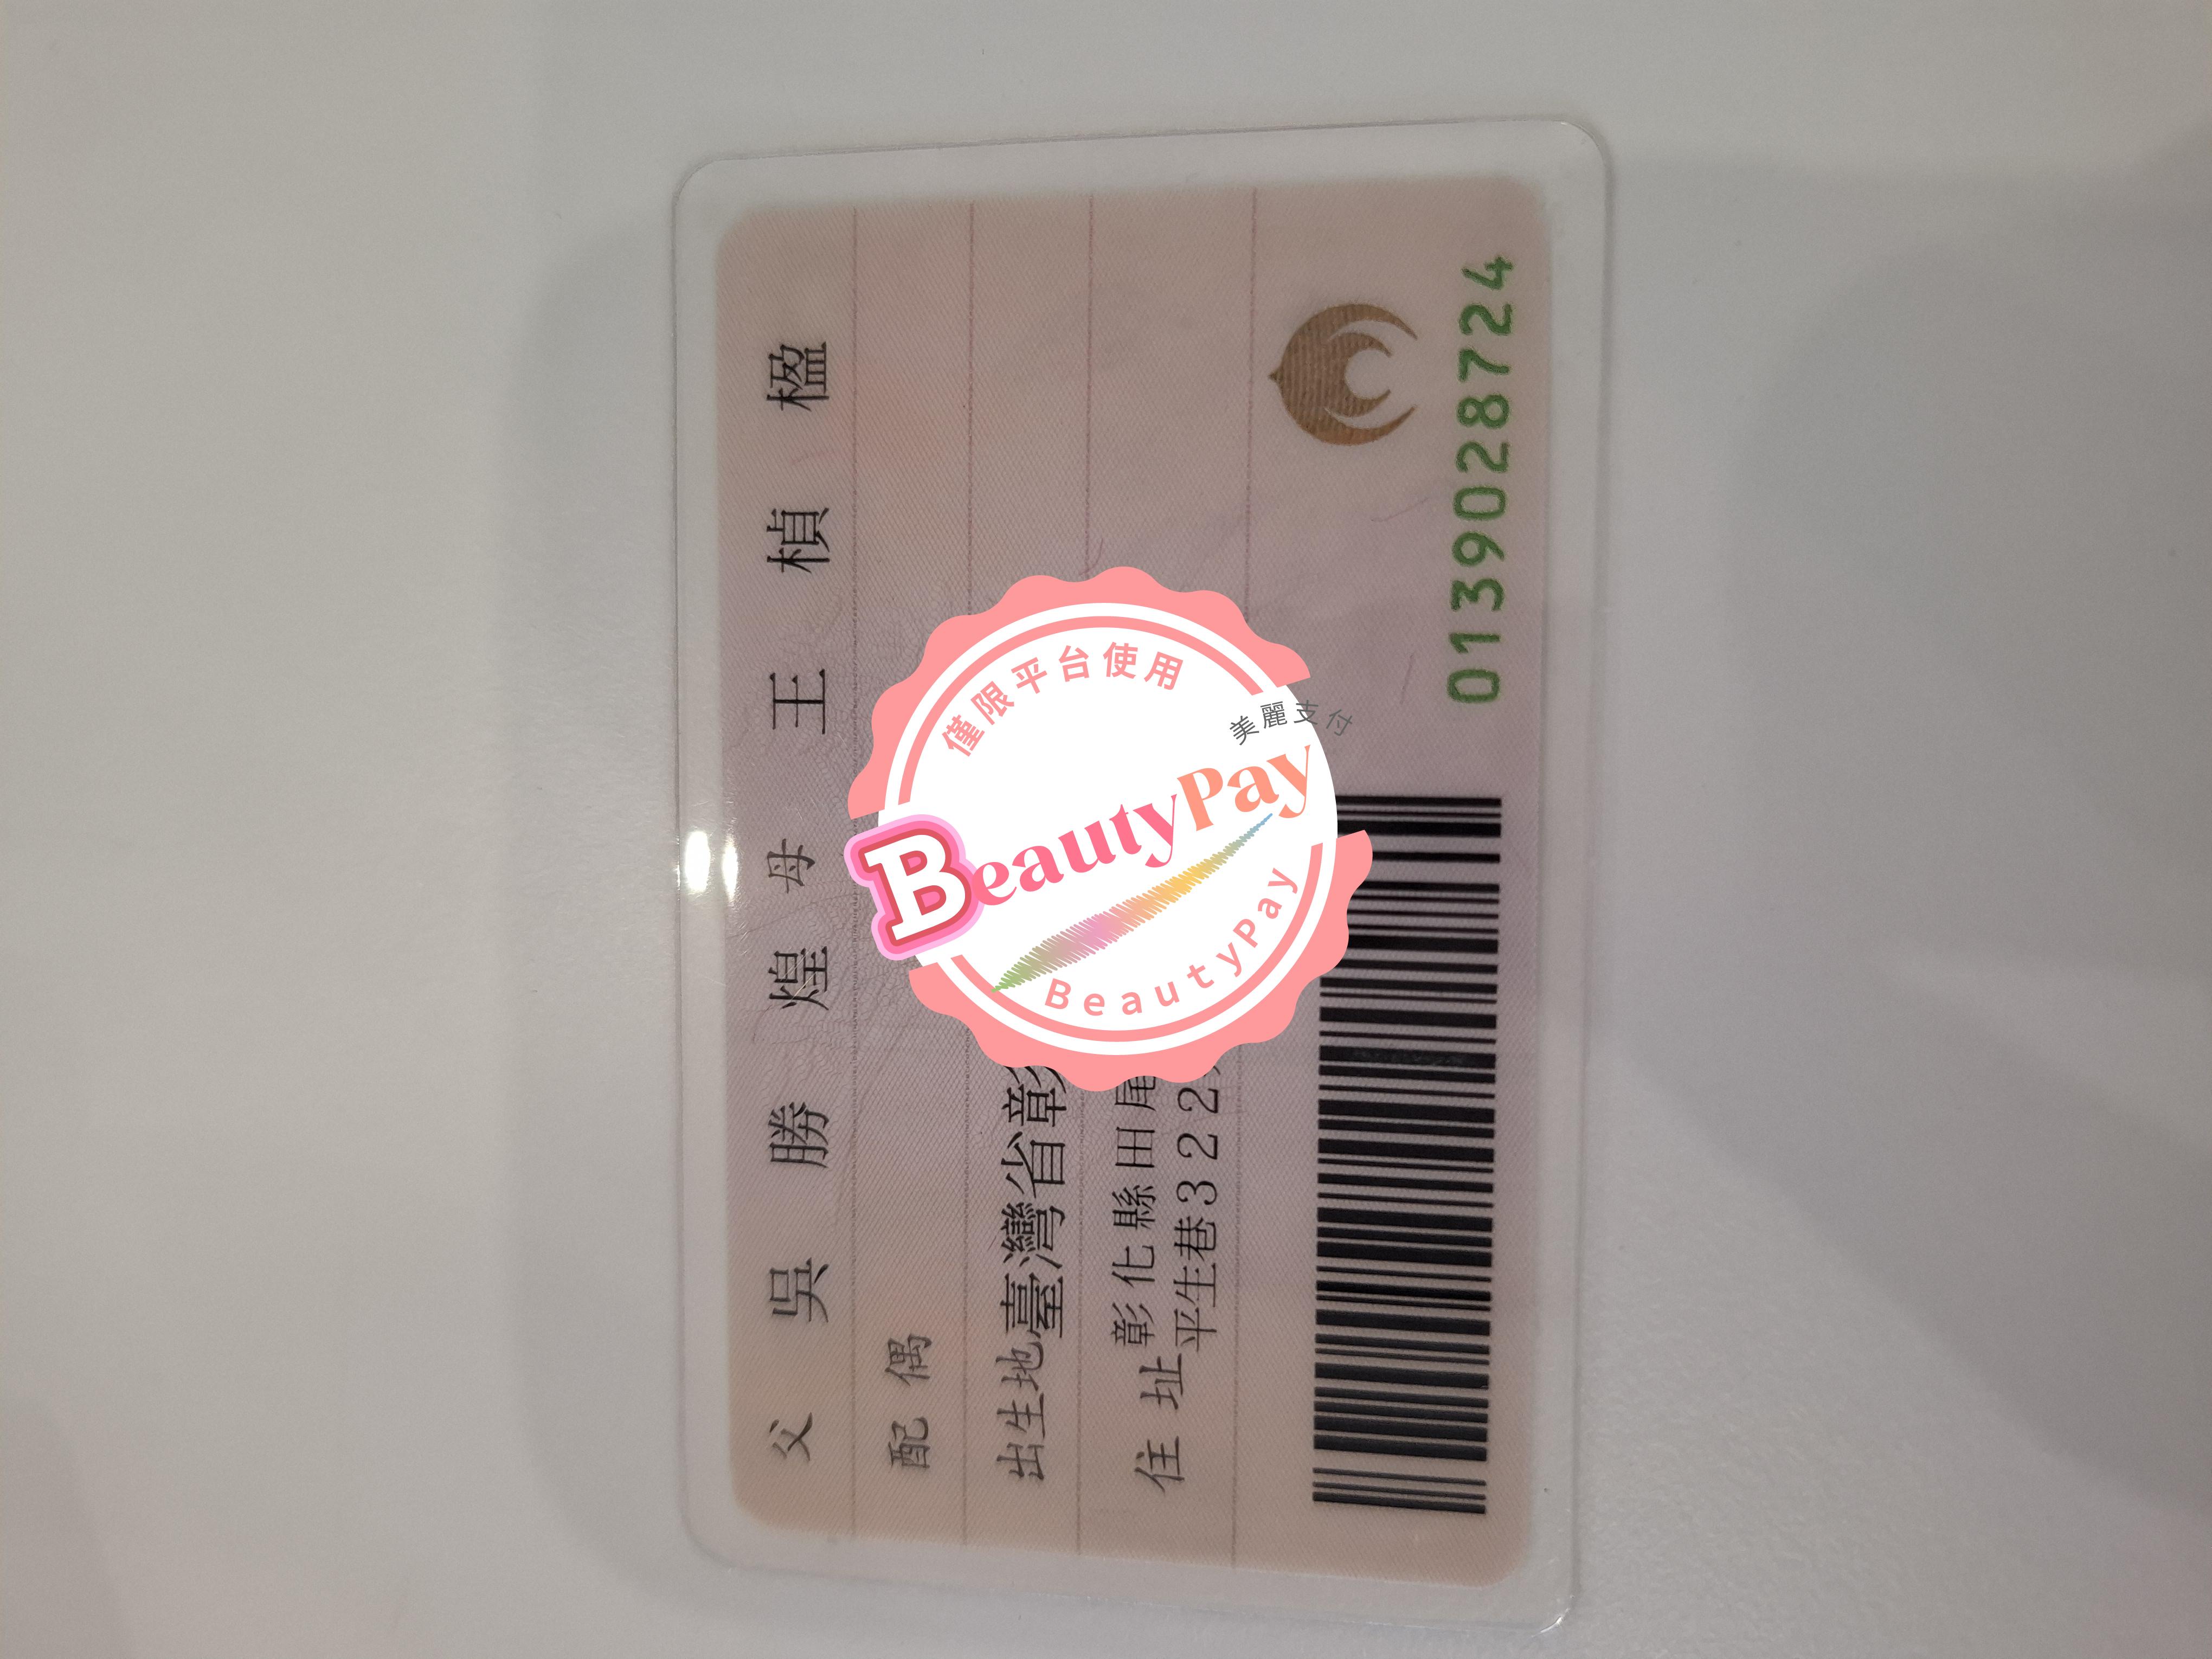 父 吳 勝 煌 母 王 楨 楹
配偶
出生地 臺灣省彰
住址 彰化縣田尾
平生巷322
0139028724
僅限平台使用
美麗支付
BeautyPay
BeautyPay